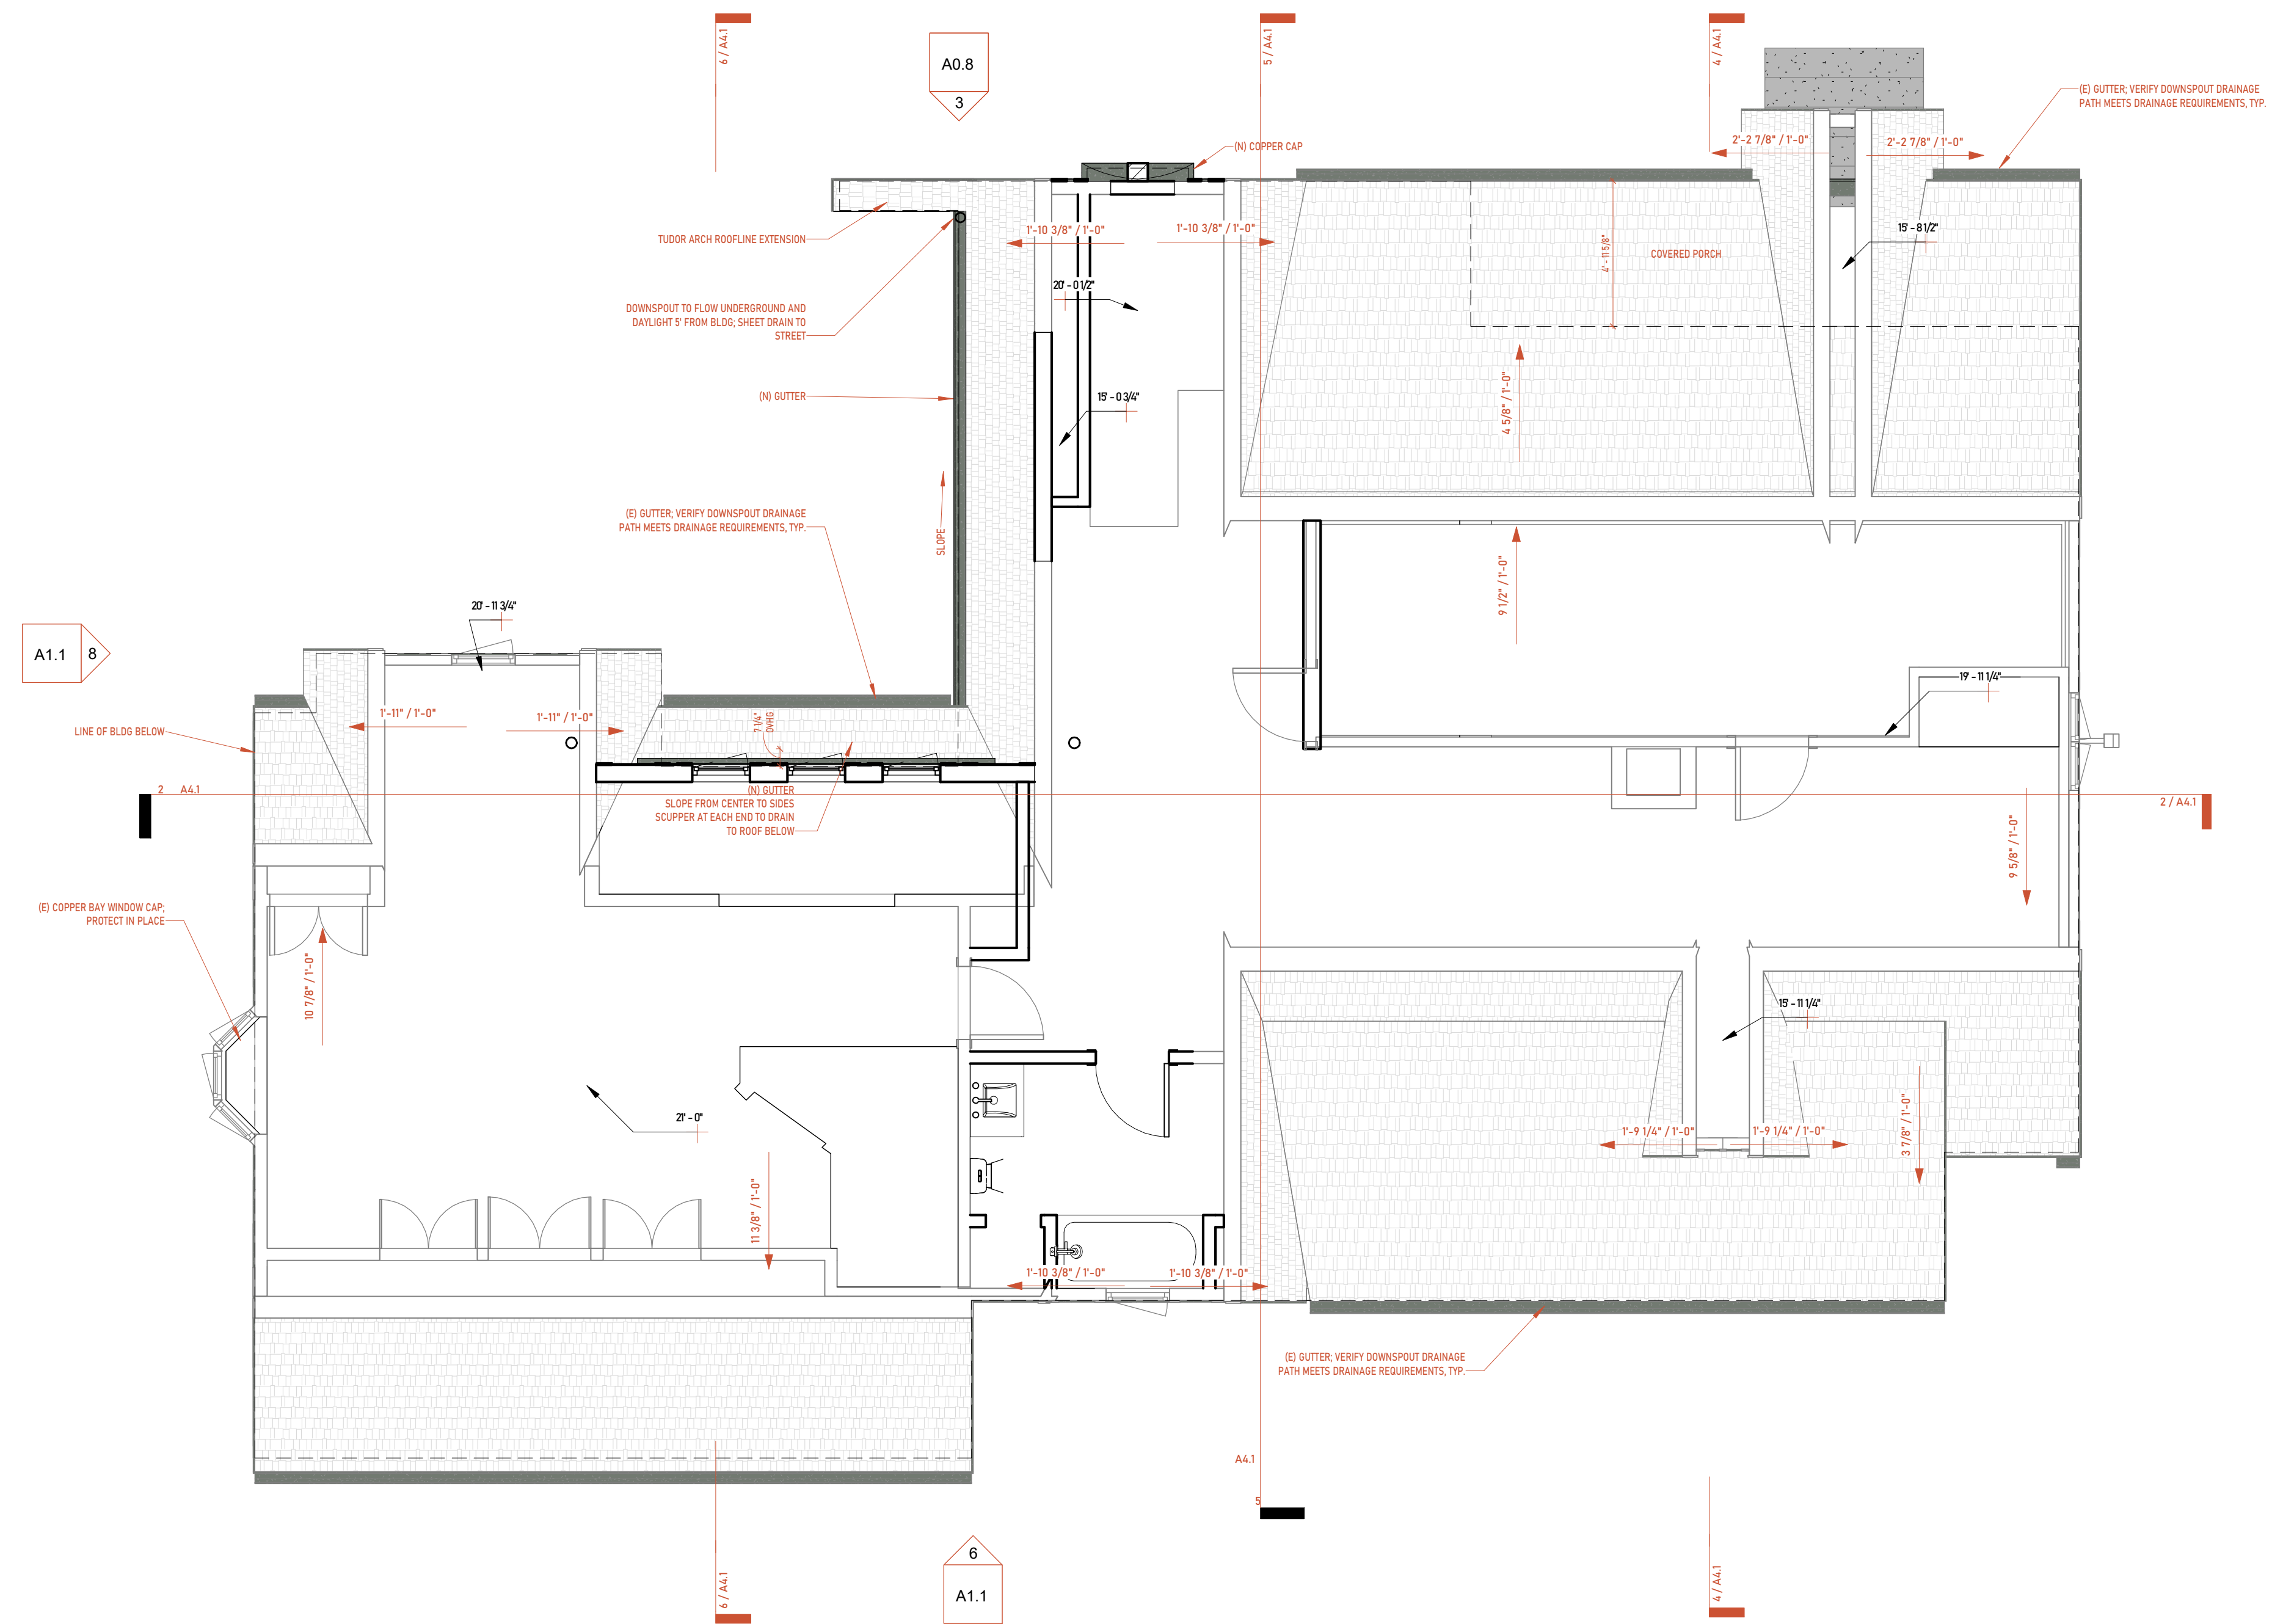 6 / A4.1
A0.8
3
5 / A4.1
4 / A4.1
(E) GUTTER; VERIFY DOWNSPOUT DRAINAGE
PATH MEETS DRAINAGE REQUIREMENTS, TYP.
2'-2 7/8" / 1'-0"
2'-2 7/8" / 1'-0"
(N) COPPER CAP
TUDOR ARCH ROOFLINE EXTENSION
1'-10 3/8" / 1'-0"
1'-10 3/8" / 1'-0"
4' - 11 5/8"
COVERED PORCH
15' - 8 1/2"
20' - 0 1/2"
DOWNSPOUT TO FLOW UNDERGROUND AND
DAYLIGHT 5' FROM BLDG; SHEET DRAIN TO
STREET
(N) GUTTER
15' - 0 3/4"
4 5/8" / 1'-0"
(E) GUTTER; VERIFY DOWNSPOUT DRAINAGE
PATH MEETS DRAINAGE REQUIREMENTS, TYP.
SLOPE
9 1/2" / 1'-0"
20' - 11 3/4"
A1.1
8
19' - 11 1/4"
LINE OF BLDG BELOW
1'-11" / 1'-0"
1'-11" / 1'-0"
7 1/4"
OVHG
2
A4.1
(N) GUTTER
SLOPE FROM CENTER TO SIDES
SCUPPER AT EACH END TO DRAIN
TO ROOF BELOW
2 / A4.1
9 5/8" / 1'-0"
(E) COPPER BAY WINDOW CAP;
PROTECT IN PLACE
10 7/8" / 1'-0"
15' - 11 1/4"
21' - 0"
1'-9 1/4" / 1'-0"
1'-9 1/4" / 1'-0"
3 7/8" / 1'-0"
11 3/8" / 1'-0"
1'-10 3/8" / 1'-0"
1'-10 3/8" / 1'-0"
(E) GUTTER; VERIFY DOWNSPOUT DRAINAGE
PATH MEETS DRAINAGE REQUIREMENTS, TYP.
A4.1
5
6
A1.1
6 / A4.1
4 / A4.1